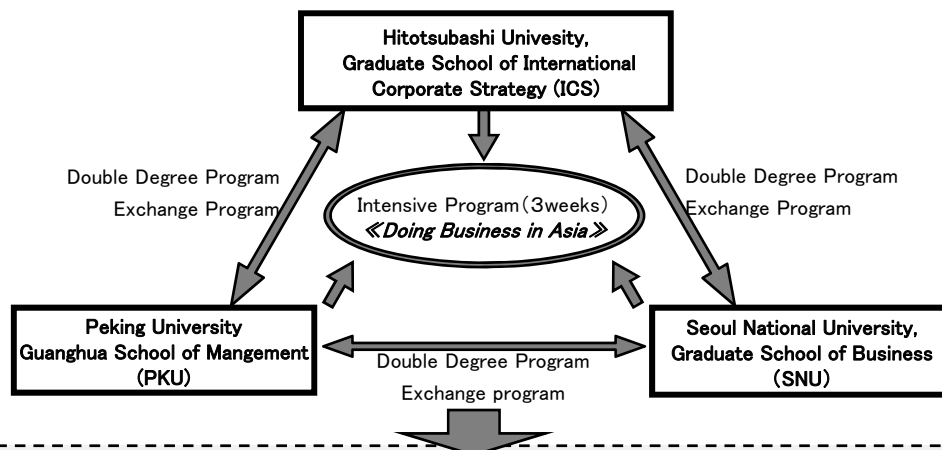 Hitotsubashi Univesity,
Graduate School of International
Corporate Strategy (ICS)
Double Degree Program
Exchange Program
Double Degree Program
Exchange Program
Intensive Program(3weeks)
≪Doing Business in Asia≫
Peking University
Guanghua School of Mangement
(PKU)
Seoul National University,
Graduate School of Business
(SNU)
Double Degree Program
Exchange program